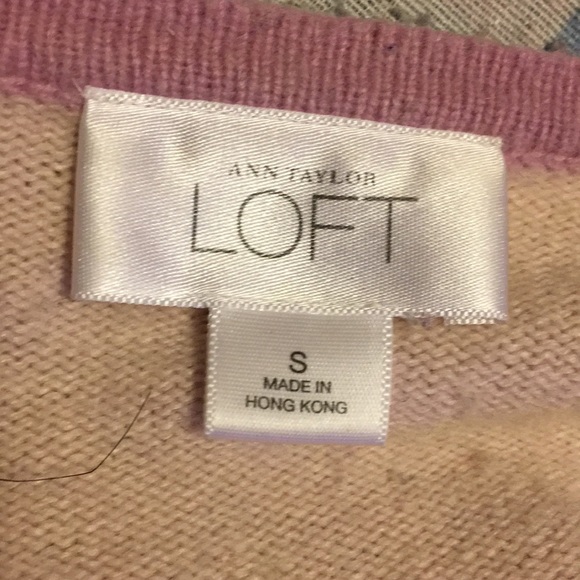 ANN TAYLOR
LOFT
S
MADE IN
HONG KONG